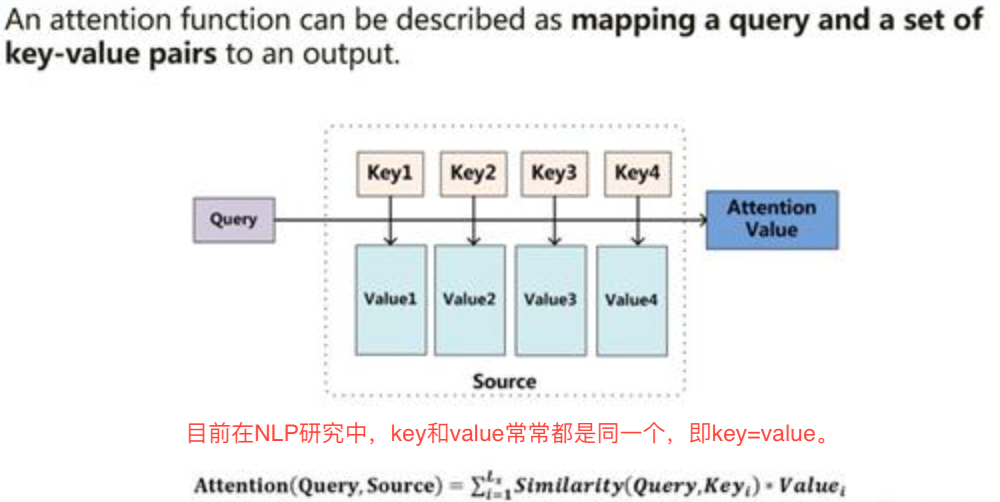 An attention function can be described as mapping a query and a set of
key-value pairs to an output.
Key1 Key2 Key3 Key4
Query
Attention
Value
Value1 Value2 Value3 Value4
Source
目前在NLP研究中，key和value常常都是同一个，即key=value。
Attention(Query,Source) = ∑_{i=1}^{L_x} Similarity(Query,Key_i) * Value_i